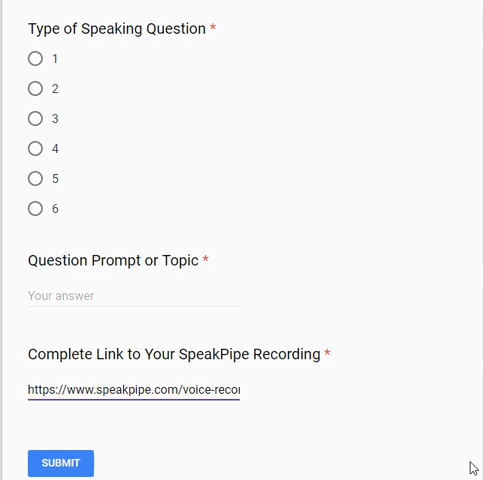 Type of Speaking Question *
1
2
3
4
5
6
Question Prompt or Topic *
Your answer
Complete Link to Your SpeakPipe Recording *
https://www.speakpipe.com/voice-recor
SUBMIT